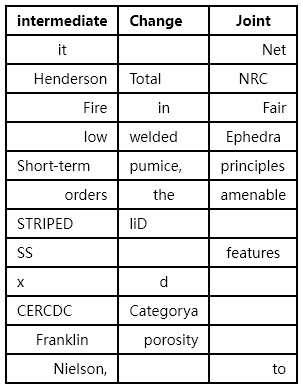 intermediate Change Joint
it Net
Henderson Total NRC
Fire in Fair
low welded Ephedra
Short-term pumice, principles
orders the amenable
STRIPED liD
SS features
x d
CERCDC Categorya
Franklin porosity
Nielson, to